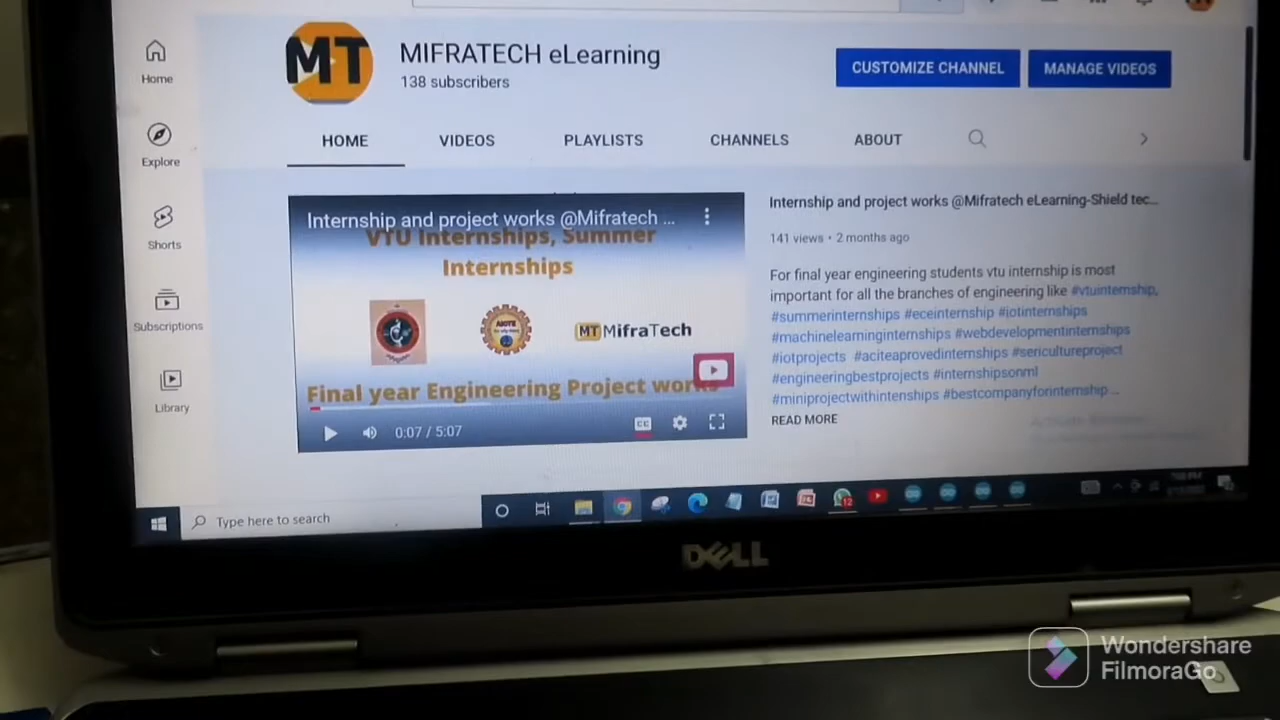 MT
MIFRATECH eLearning
138 subscribers
CUSTOMIZE CHANNEL
MANAGE VIDEOS
HOME
VIDEOS
PLAYLISTS
CHANNELS
ABOUT
Home
Explore
Shorts
Subscriptions
Library
Internship and project works @Mifratech ...
VTU Internships, Summer
Internships
MT MifraTech
Final year Engineering Project works
0:07 / 5:07
CC
Internship and project works @Mifratech eLearning-Shield tec...
141 views • 2 months ago
For final year engineering students vtu internship is most
important for all the branches of engineering like #vtuinternship,
#summerinternships #eceinternship #iotinternships
#machinelearninginternships #webdevelopmentinternships
#iotprojects #aciteaprovedinternships #sericultureproject
#engineeringbestprojects #internshipsonml
#miniprojectwithintenships #bestcompanyforinternship ...
READ MORE
Type here to search
12
DELL
Wondershare
FilmoraGo